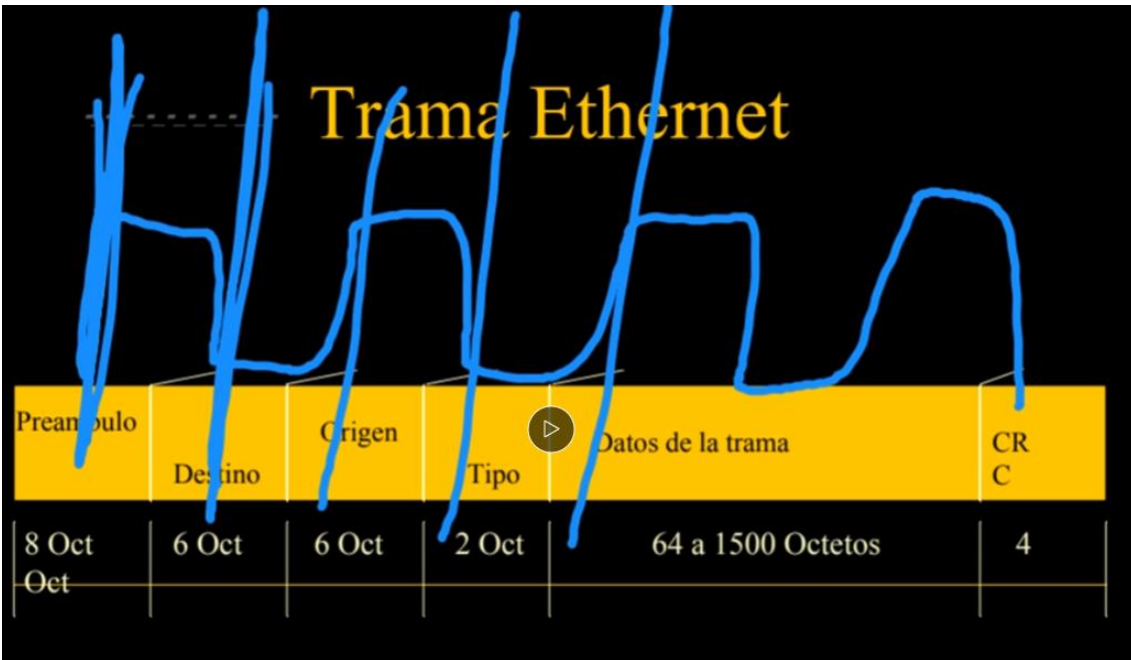 Trama Ethernet
Preambulo
Destino
Origen
Tipo
Datos de la trama
CR
C
8 Oct 6 Oct 6 Oct 2 Oct 64 a 1500 Octetos 4
Oct